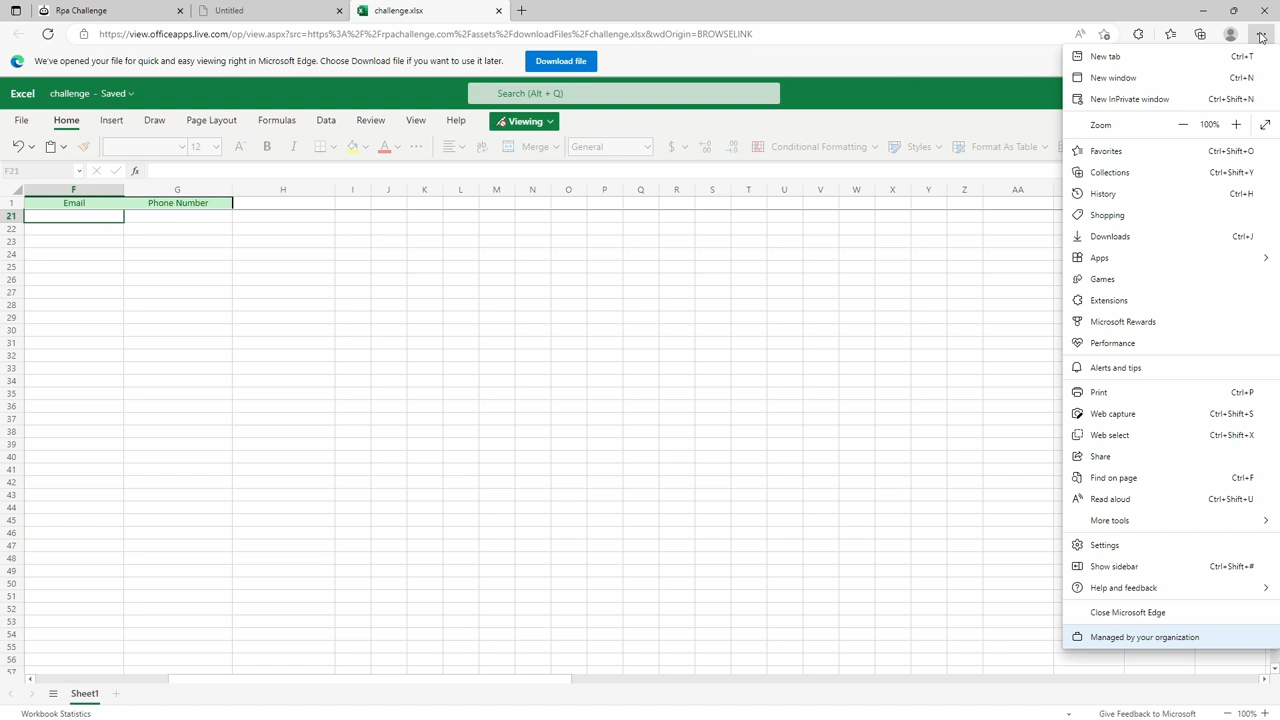 Rpa Challenge
Untitled
challenge.xlsx
https://view.officeapps.live.com/op/view.aspx?src=https%3A%2F%2Frpachallenge.com%2Fassets%2FdownloadFiles%2Fchallenge.xlsx&wdOrigin=BROWSELINK
We've opened your file for quick and easy viewing right in Microsoft Edge. Choose Download file if you want to use it later.
Download file
Excel
challenge - Saved
Search (Alt + Q)
File Home Insert Draw Page Layout Formulas Data Review View Help Viewing
12 B I General Merge $ Conditional Formatting Styles Format As Table
F21 fx
F G H I J K L M N O P Q R S T U V W X Y Z AA
1 Email Phone Number
21
22
23
24
25
26
27
28
29
30
31
32
33
34
35
36
37
38
39
40
41
42
43
44
45
46
47
48
49
50
51
52
53
54
55
56
57
New tab Ctrl+T
New window Ctrl+N
New InPrivate window Ctrl+Shift+N
Zoom 100%
Favorites Ctrl+Shift+O
Collections Ctrl+Shift+Y
History Ctrl+H
Shopping
Downloads Ctrl+J
Apps
Games
Extensions
Microsoft Rewards
Performance
Alerts and tips
Print Ctrl+P
Web capture Ctrl+Shift+S
Web select Ctrl+Shift+X
Share
Find on page Ctrl+F
Read aloud Ctrl+Shift+U
More tools
Settings
Show sidebar Ctrl+Shift+#
Help and feedback
Close Microsoft Edge
Managed by your organization
Sheet1
Workbook Statistics
Give Feedback to Microsoft
100%